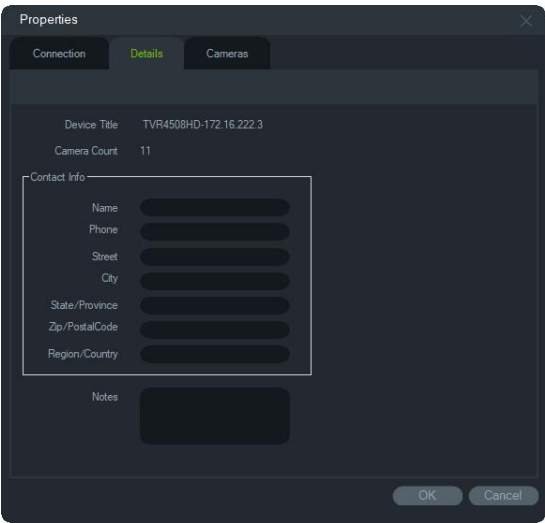 Properties
Connection Details Cameras
Device Title TVR4508HD-172.16.222.3
Camera Count 11
Contact Info
Name
Phone
Street
City
State/Province
Zip/PostalCode
Region/Country
Notes
OK Cancel